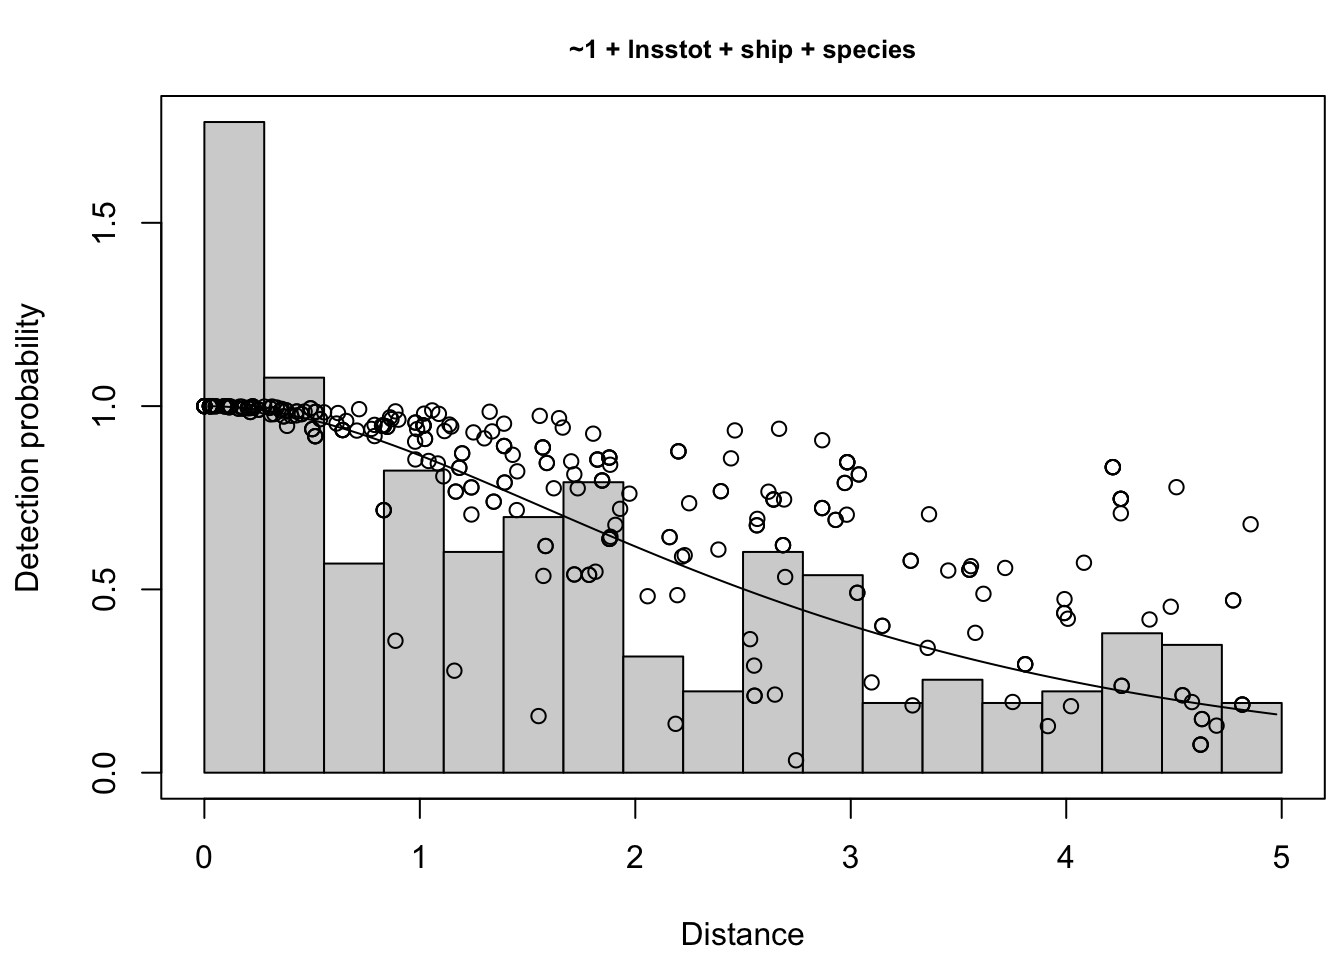 ~1 + lnsstot + ship + species
Detection probability
1.5
1.0
0.5
0.0
0 1 2 3 4 5
Distance